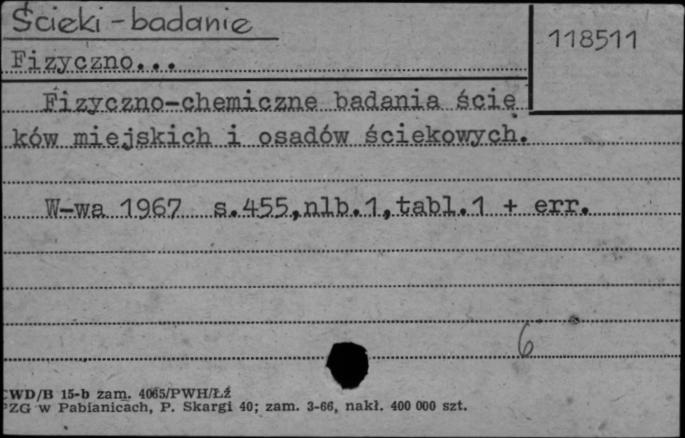 Ścieki - badanie
118511
Fizyczno...
Fizyczno-chemiczne badania ście
ków miejskich i osadów ściekowych.
W-wa 1967 s.455,nlb.1,tabl.1 + err.
6
WD/B 15-b zam. 4065/PWH/Łź
PZG w Pabianicach, P. Skargi 40; zam. 3-66, nakł. 400 000 szt.